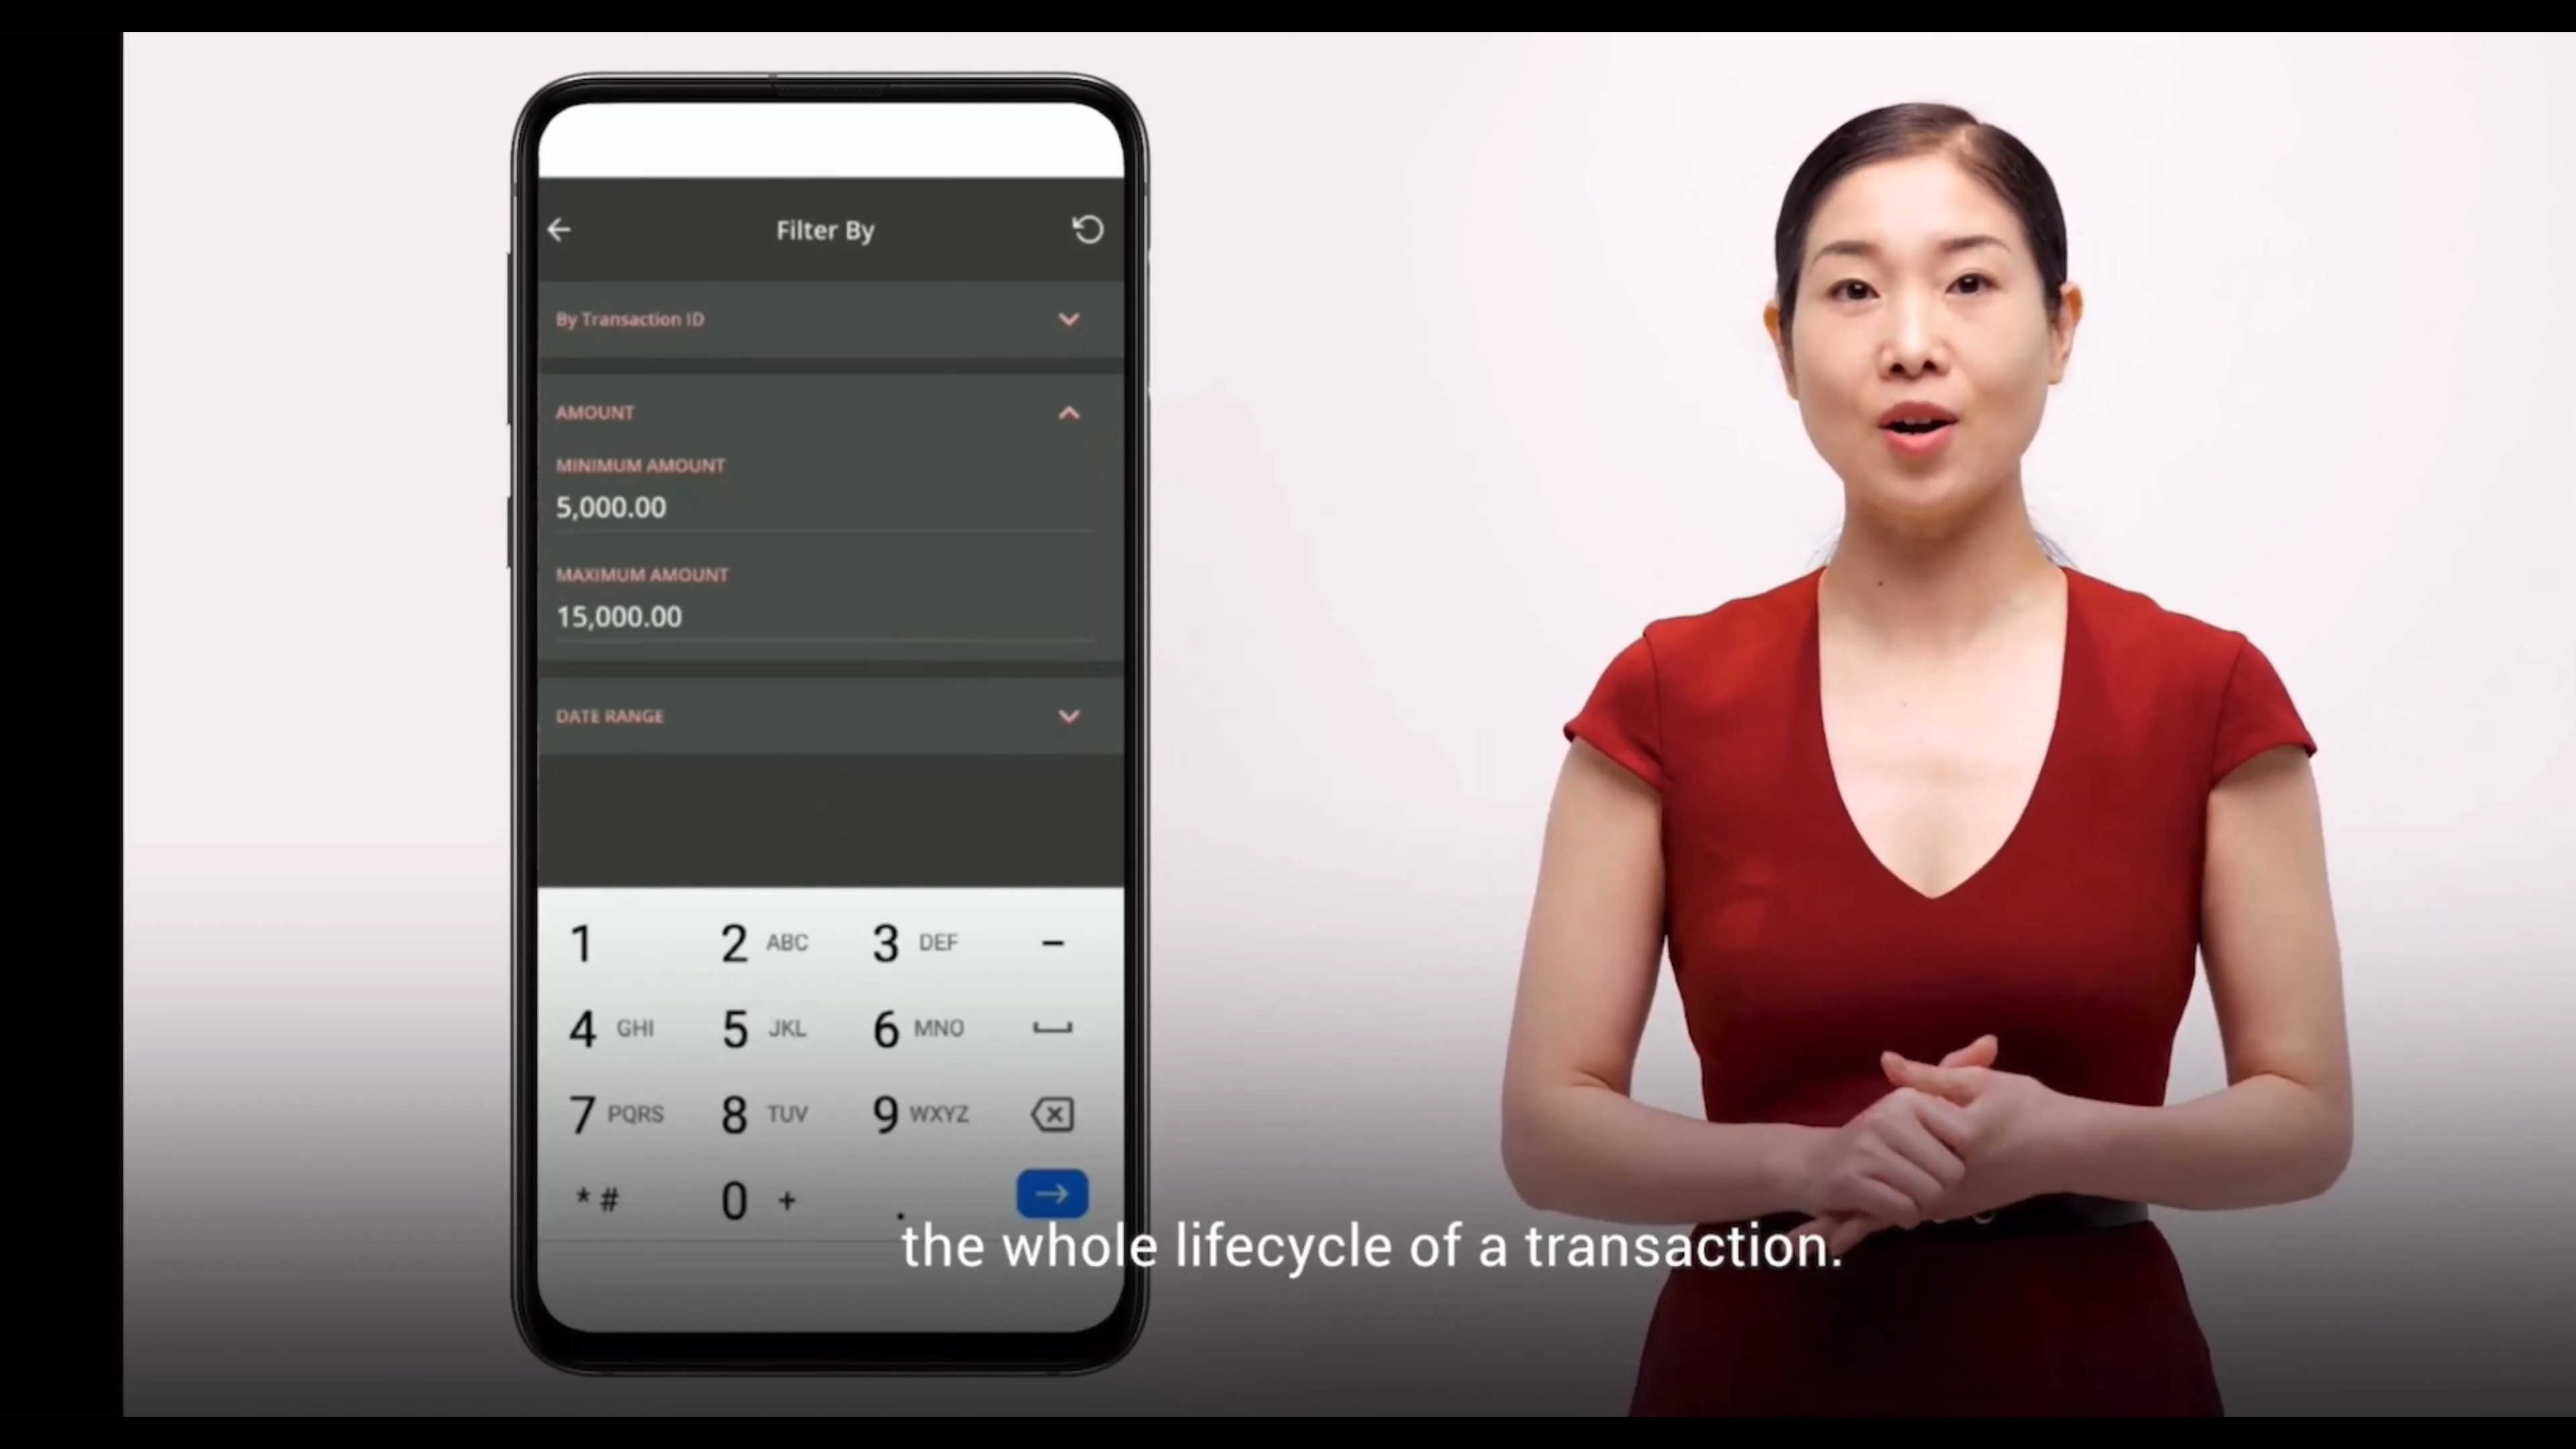 Filter By
By Transaction ID
AMOUNT
MINIMUM AMOUNT
5,000.00
MAXIMUM AMOUNT
15,000.00
DATE RANGE
1 2 ABC 3 DEF -
4 GHI 5 JKL 6 MNO
7 PQRS 8 TUV 9 WXYZ
* # 0 + .
the whole lifecycle of a transaction.